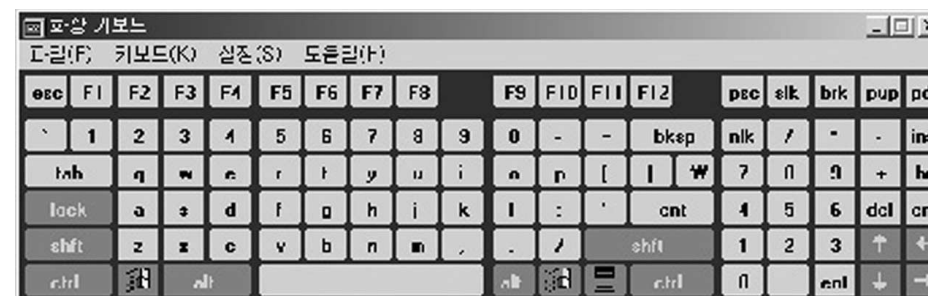 화상 키보드
파일(F) 키보드(K) 설정(S) 도움말(H)
esc F1 F2 F3 F4 F5 F6 F7 F8 F9 F10 F11 F12 psc slk brk pup
` 1 2 3 4 5 6 7 8 9 0 - bksp nlk / * -
tab q w e r t y u i o p [ ] ₩ 7 8 9 +
lock a s d f g h j k l ; ' ent 4 5 6 del
shft z x c v b n m , . / shft 1 2 3 ↑ ←
ctrl alt alt ctrl 0 . ent ↓ →